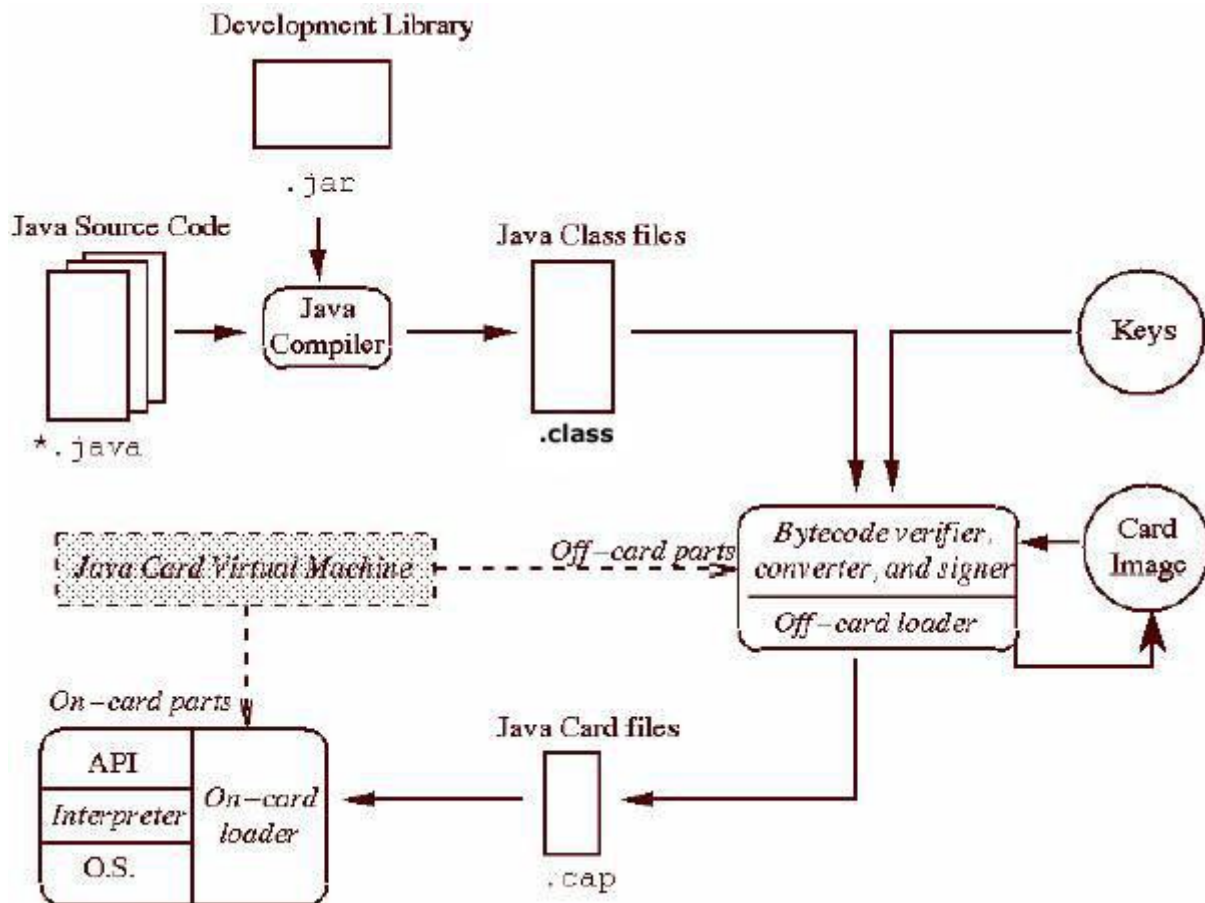 Development Library
.jar
Java Source Code
Java Class files
Java
Compiler
Keys
*.java
.class
Java Card Virtual Machine
Off-card parts
Bytecode verifier,
converter, and signer
Off-card loader
Card
Image
On-card parts
Java Card files
API
Interpreter
O.S.
On-card
loader
.cap